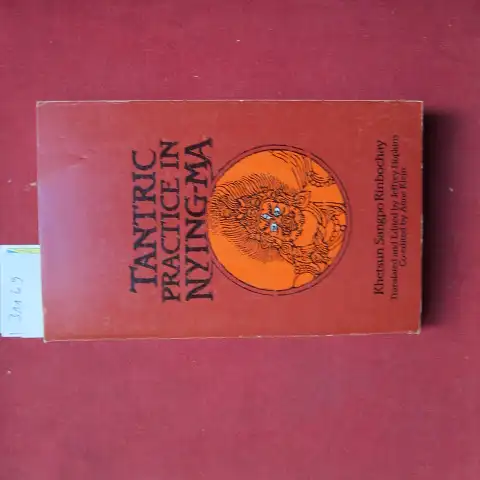 TANTRIC
PRACTICE IN
NYING-MA
Khetsun Sangpo Rinbochay
Translated and Edited by Jeffrey Hopkins
Co-edited by Anne Klein